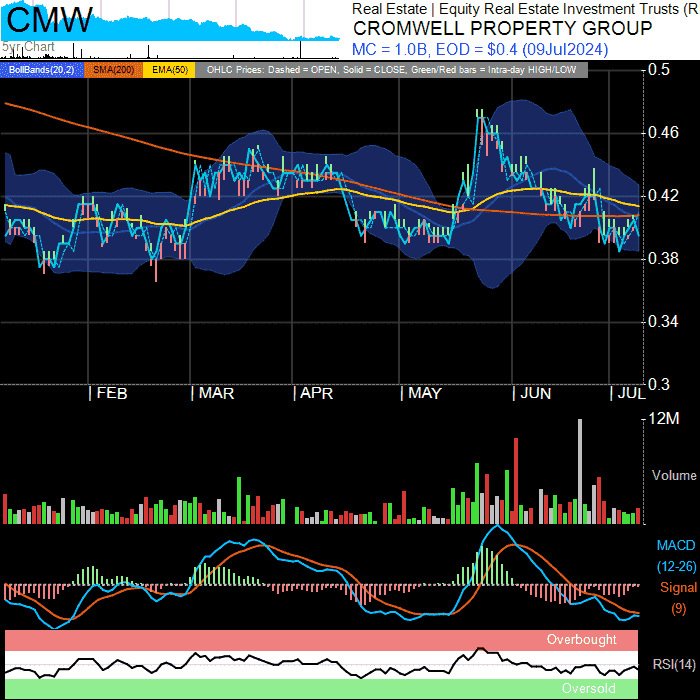 CMW
5yr Chart
Real Estate | Equity Real Estate Investment Trusts (R
CROMWELL PROPERTY GROUP
MC = 1.0B, EOD = $0.4 (09Jul2024)
BollBands(20,2) SMA(200) EMA(50) OHLC Prices: Dashed = OPEN, Solid = CLOSE, Green/Red bars = Intra-day HIGH/LOW
0.5
0.46
0.42
0.38
0.34
0.3
| FEB | MAR | APR | MAY | JUN | JUL
12M
Volume
MACD
(12-26)
Signal
(9)
Overbought
RSI(14)
Oversold